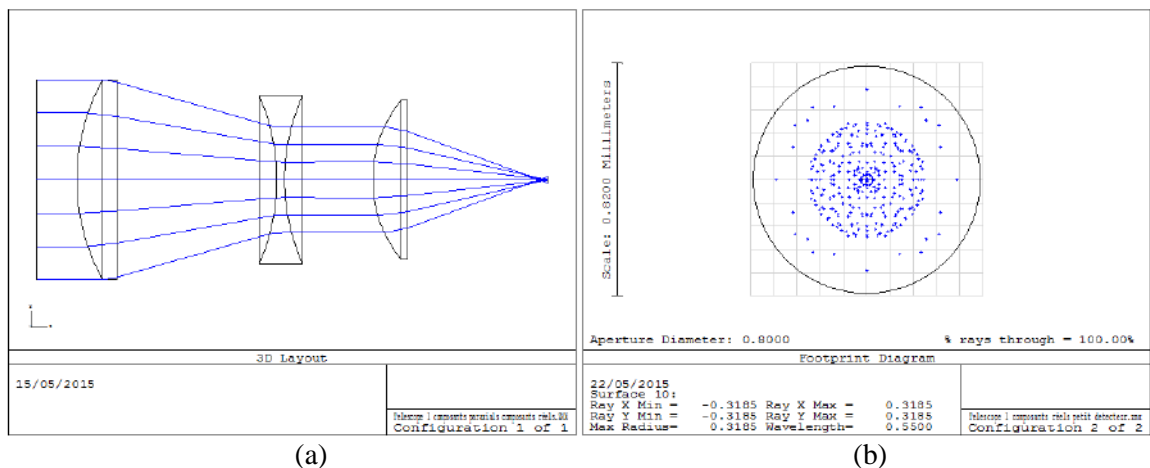 3D Layout
15/05/2015
Configuration 1 of 1
(a)
Scale: 0.8200 Millimeters
Aperture Diameter: 0.8000 % rays through = 100.00%
Footprint Diagram
22/05/2015
Surface 10:
Ray X Min = -0.3185 Ray X Max = 0.3185
Ray Y Min = -0.3185 Ray Y Max = 0.3185
Max Radius= 0.3185 Wavelength= 0.5500
Configuration 2 of 2
(b)